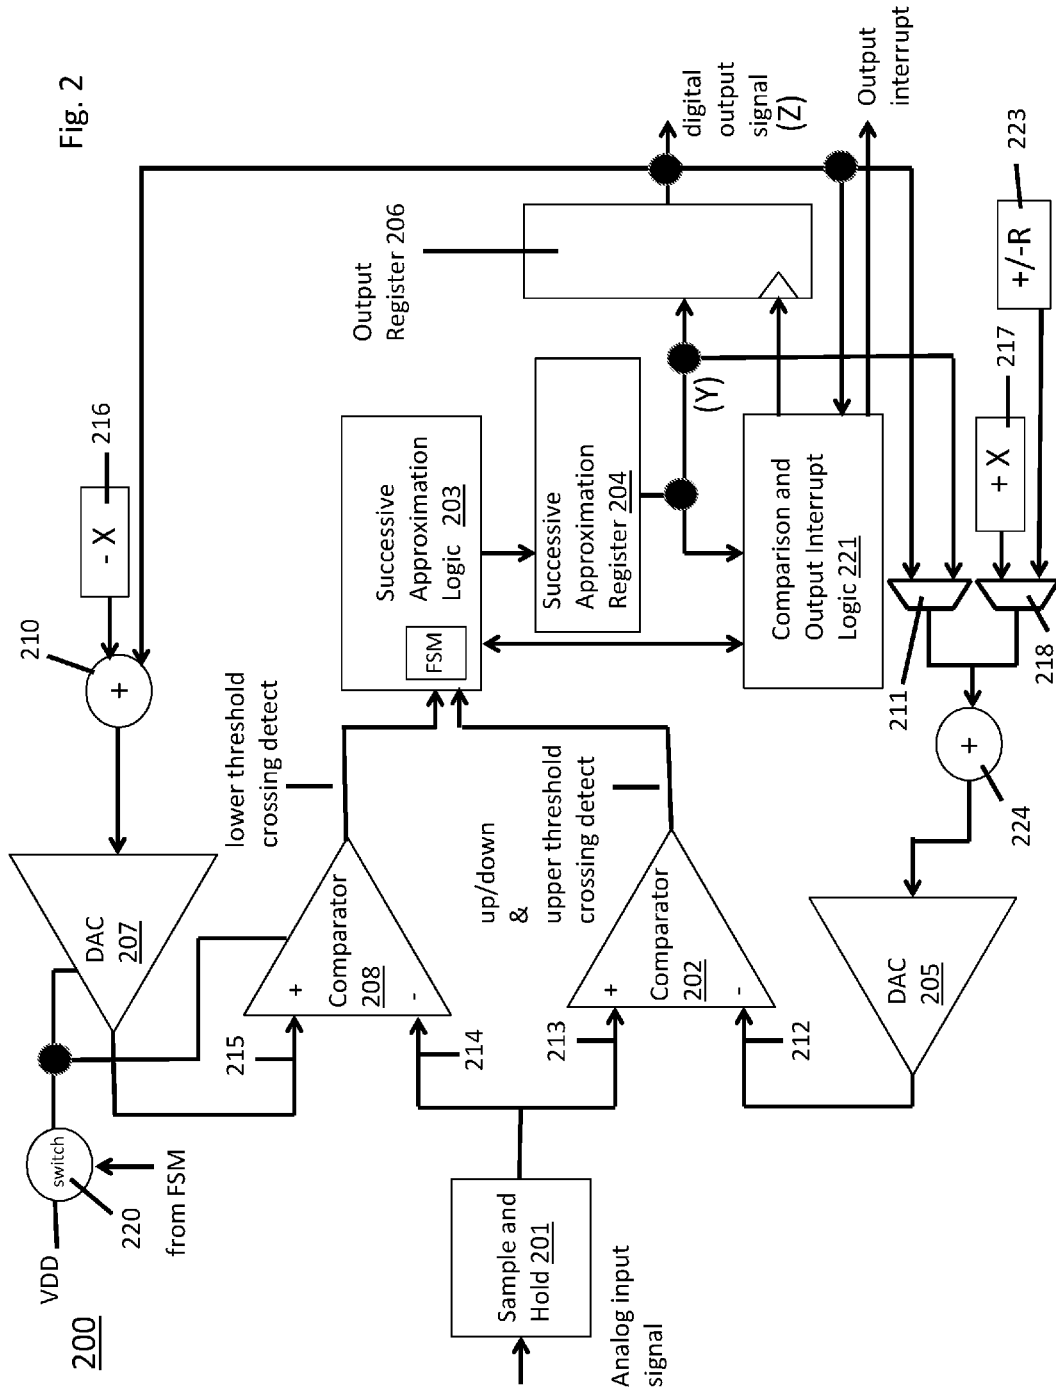 200
Fig. 2
VDD
switch
220
from FSM
DAC
207
210
+
- X
216
215
+
Comparator
208
-
214
lower threshold
crossing detect
Analog input
signal
Sample and
Hold 201
213
+
Comparator
202
-
212
up/down
&
upper threshold
crossing detect
FSM
Successive
Approximation
Logic 203
Successive
Approximation
Register 204
Output
Register 206
(Y)
digital
output
signal
(Z)
Comparison and
Output Interrupt
Logic 221
Output
interrupt
DAC
205
+
224
211
218
+ X
217
+/-R
223